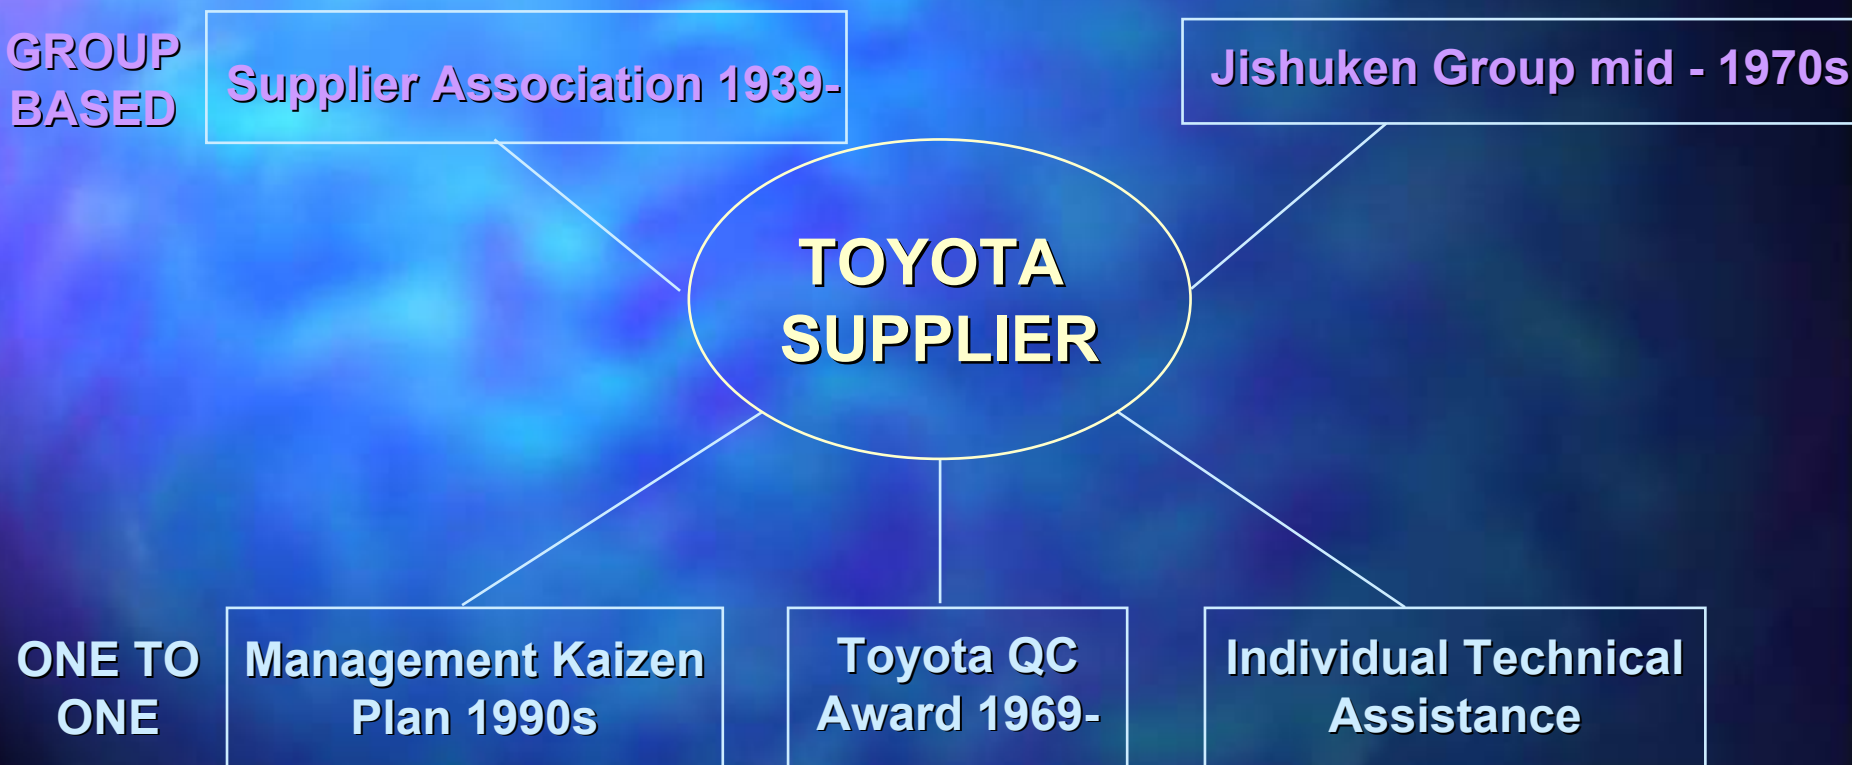 GROUP
BASED
Supplier Association 1939-
Jishuken Group mid - 1970s
TOYOTA
SUPPLIER
ONE TO
ONE
Management Kaizen
Plan 1990s
Toyota QC
Award 1969-
Individual Technical
Assistance